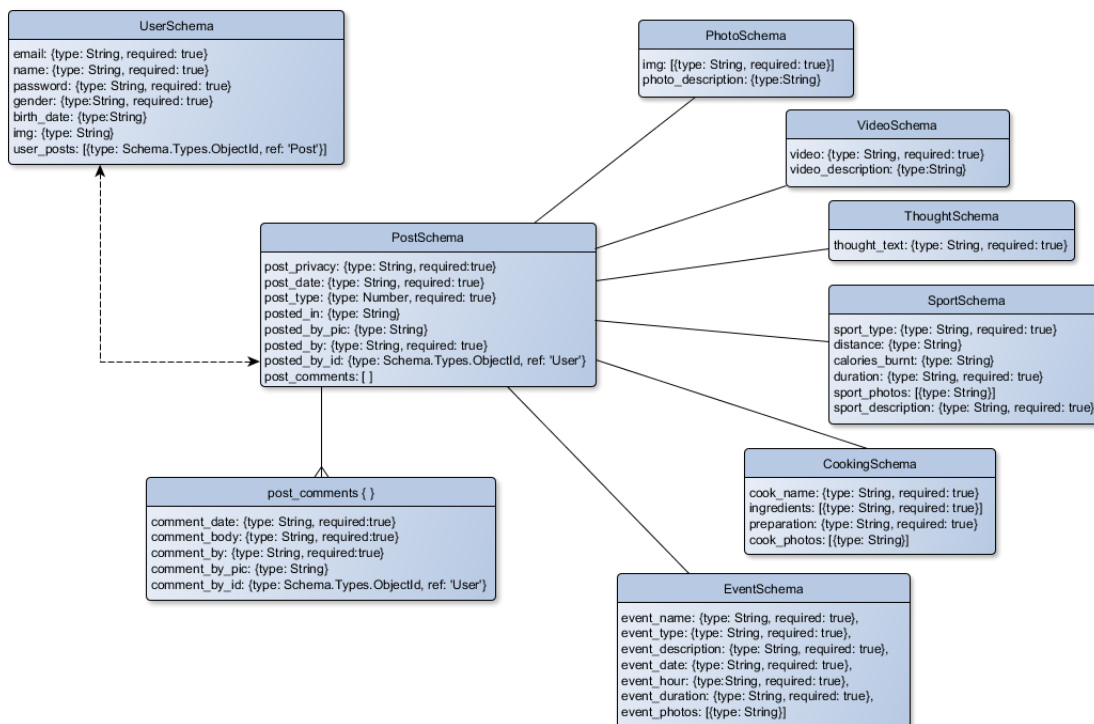 UserSchema
email: {type: String, required: true}
name: {type: String, required: true}
password: {type: String, required: true}
gender: {type:String, required: true}
birth_date: {type:String}
img: {type: String}
user_posts: [{type: Schema.Types.ObjectId, ref: 'Post'}]
PhotoSchema
img: [{type: String, required: true}]
photo_description: {type:String}
VideoSchema
video: {type: String, required: true}
video_description: {type:String}
ThoughtSchema
thought_text: {type: String, required: true}
PostSchema
post_privacy: {type: String, required:true}
post_date: {type: String, required: true}
post_type: {type: Number, required: true}
posted_in: {type: String}
posted_by_pic: {type: String}
posted_by: {type: String, required: true}
posted_by_id: {type: Schema.Types.ObjectId, ref: 'User'}
post_comments: [ ]
SportSchema
sport_type: {type: String, required: true}
distance: {type: String}
calories_burnt: {type: String}
duration: {type: String, required: true}
sport_photos: [{type: String}]
sport_description: {type: String, required: true}
CookingSchema
cook_name: {type: String, required: true}
ingredients: [{type: String, required: true}]
preparation: {type: String, required: true}
cook_photos: [{type: String}]
post_comments { }
comment_date: {type: String, required:true}
comment_body: {type: String, required:true}
comment_by: {type: String, required:true}
comment_by_pic: {type: String}
comment_by_id: {type: Schema.Types.ObjectId, ref: 'User'}
EventSchema
event_name: {type: String, required: true},
event_type: {type: String, required: true},
event_description: {type: String, required: true},
event_date: {type: String, required: true},
event_hour: {type:String, required: true},
event_duration: {type: String, required: true},
event_photos: [{type: String}]